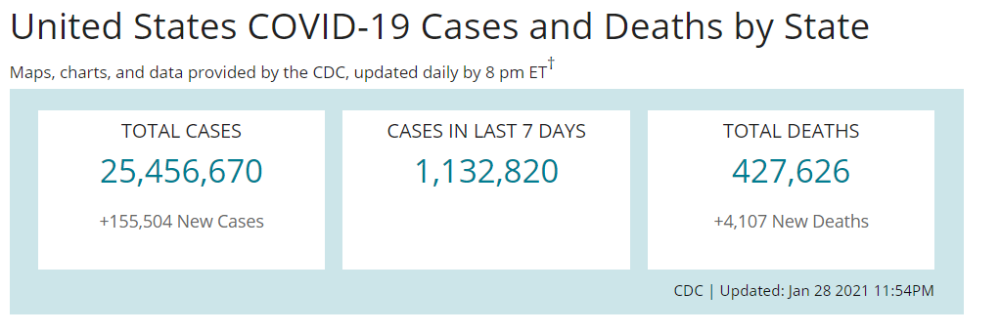 United States COVID-19 Cases and Deaths by State
Maps, charts, and data provided by the CDC, updated daily by 8 pm ET†
TOTAL CASES
25,456,670
+155,504 New Cases
CASES IN LAST 7 DAYS
1,132,820
TOTAL DEATHS
427,626
+4,107 New Deaths
CDC | Updated: Jan 28 2021 11:54PM